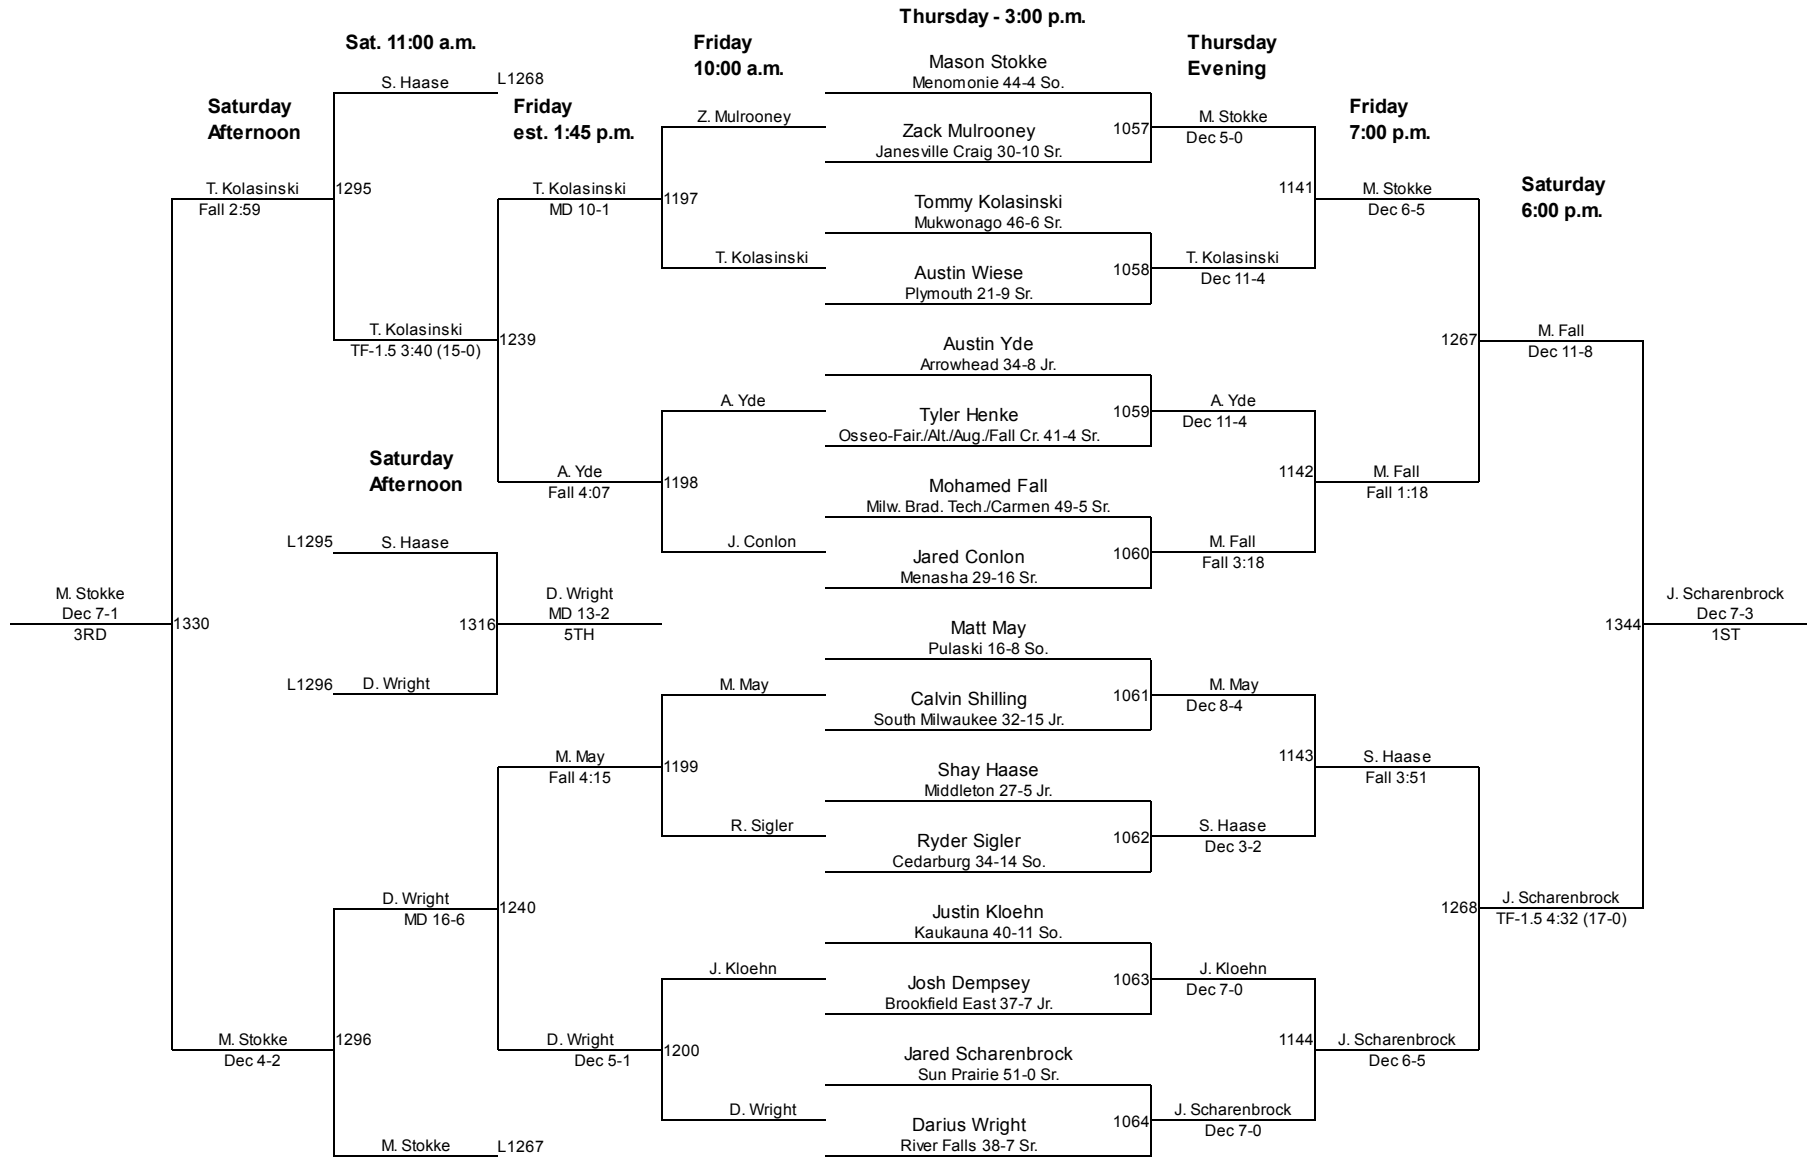 Thursday - 3:00 p.m.
Sat. 11:00 a.m.
Friday
10:00 a.m.
Thursday
Evening
Mason Stokke
Menomonie 44-4 So.
S. Haase
L1268
Saturday
Afternoon
Friday
est. 1:45 p.m.
Friday
7:00 p.m.
Z. Mulrooney
Zack Mulrooney
Janesville Craig 30-10 Sr.
1057
M. Stokke
Dec 5-0
T. Kolasinski
Fall 2:59
1295
T. Kolasinski
MD 10-1
1197
Tommy Kolasinski
Mukwonago 46-6 Sr.
1141
M. Stokke
Dec 6-5
Saturday
6:00 p.m.
T. Kolasinski
Austin Wiese
Plymouth 21-9 Sr.
1058
T. Kolasinski
Dec 11-4
T. Kolasinski
TF-1.5 3:40 (15-0)
1239
Austin Yde
Arrowhead 34-8 Jr.
1267
M. Fall
Dec 11-8
A. Yde
Tyler Henke
Osseo-Fair./Alt./Aug./Fall Cr. 41-4 Sr.
1059
A. Yde
Dec 11-4
Saturday
Afternoon
A. Yde
Fall 4:07
1198
Mohamed Fall
Milw. Brad. Tech./Carmen 49-5 Sr.
1142
M. Fall
Fall 1:18
L1295
S. Haase
J. Conlon
Jared Conlon
Menasha 29-16 Sr.
1060
M. Fall
Fall 3:18
M. Stokke
Dec 7-1
3RD
1330
1316
D. Wright
MD 13-2
5TH
Matt May
Pulaski 16-8 So.
1344
J. Scharenbrock
Dec 7-3
1ST
L1296
D. Wright
M. May
Calvin Shilling
South Milwaukee 32-15 Jr.
1061
M. May
Dec 8-4
M. May
Fall 4:15
1199
Shay Haase
Middleton 27-5 Jr.
1143
S. Haase
Fall 3:51
R. Sigler
Ryder Sigler
Cedarburg 34-14 So.
1062
S. Haase
Dec 3-2
D. Wright
MD 16-6
1240
Justin Kloehn
Kaukauna 40-11 So.
1268
J. Scharenbrock
TF-1.5 4:32 (17-0)
J. Kloehn
Josh Dempsey
Brookfield East 37-7 Jr.
1063
J. Kloehn
Dec 7-0
M. Stokke
Dec 4-2
1296
D. Wright
Dec 5-1
1200
Jared Scharenbrock
Sun Prairie 51-0 Sr.
1144
J. Scharenbrock
Dec 6-5
D. Wright
Darius Wright
River Falls 38-7 Sr.
1064
J. Scharenbrock
Dec 7-0
M. Stokke
L1267